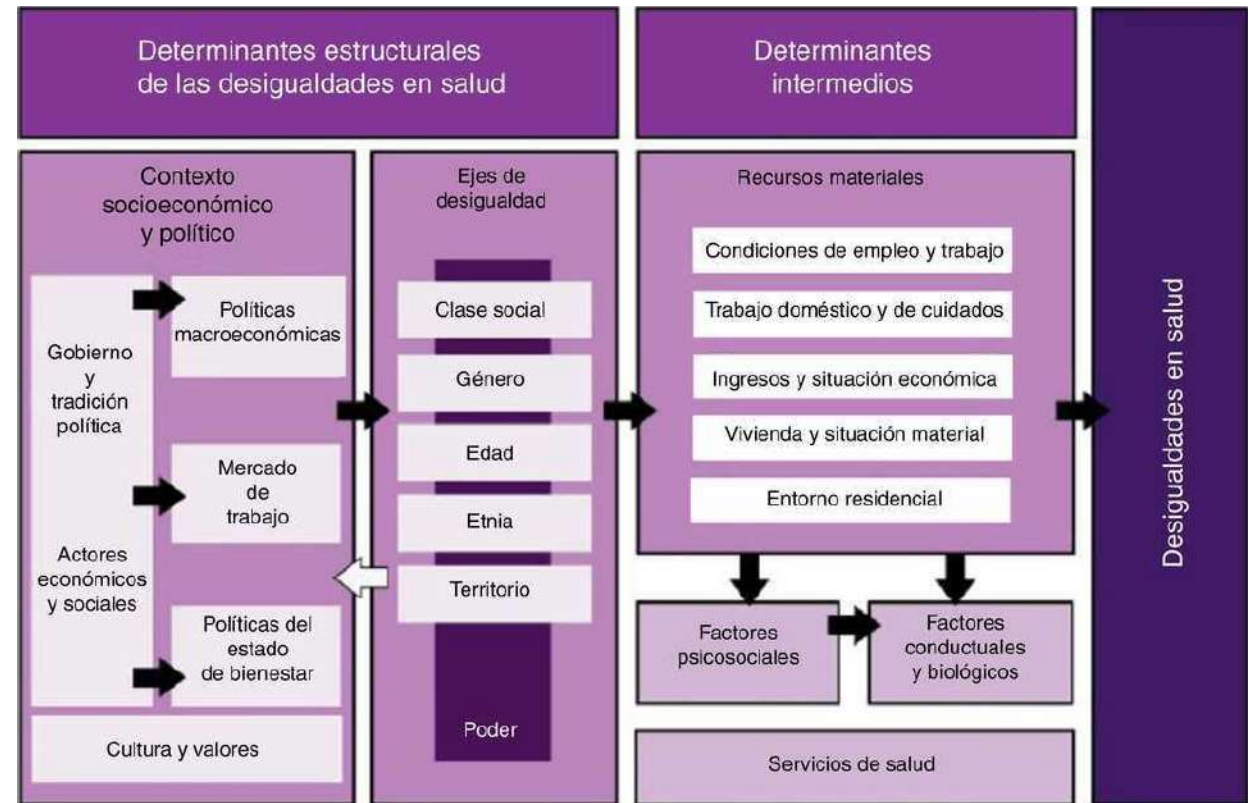 Determinantes estructurales
de las desigualdades en salud
Determinantes
intermedios
Contexto
socioeconómico
y político
Gobierno
y
tradición
política
Actores
económicos
y sociales
Políticas
macroeconómicas
Mercado
de
trabajo
Políticas del
estado
de bienestar
Cultura y valores
Ejes de
desigualdad
Clase social
Género
Edad
Etnia
Territorio
Poder
Recursos materiales
Condiciones de empleo y trabajo
Trabajo doméstico y de cuidados
Ingresos y situación económica
Vivienda y situación material
Entorno residencial
Factores
psicosociales
Factores
conductuales
y biológicos
Servicios de salud
Desigualdades en salud